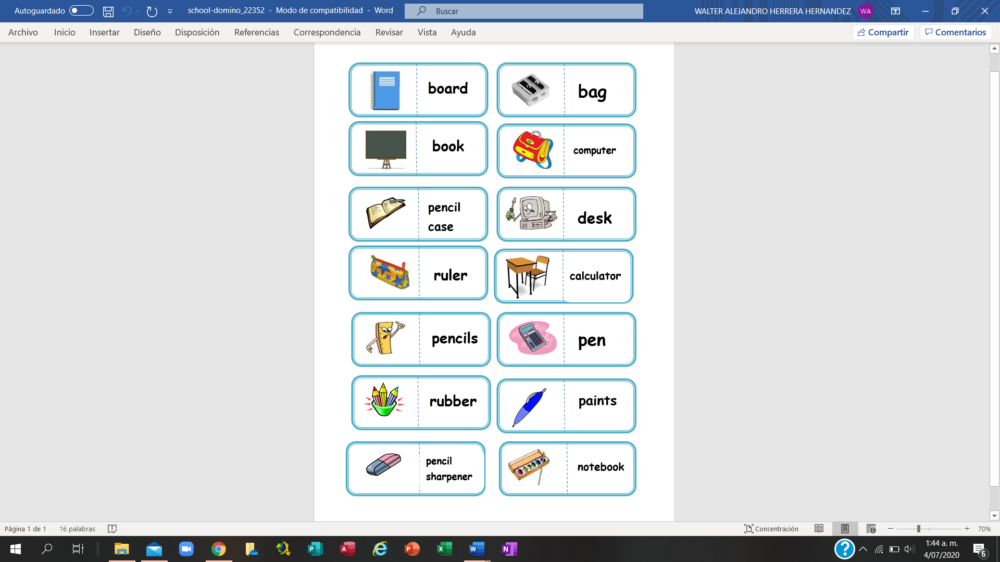 Autoguardado school-domino_22352 - Modo de compatibilidad - Word Buscar WALTER ALEJANDRO HERRERA HERNANDEZ WA
Archivo Inicio Insertar Diseño Disposición Referencias Correspondencia Revisar Vista Ayuda Compartir Comentarios
board
bag
book
computer
pencil
case
desk
ruler
calculator
pencils
pen
rubber
paints
pencil
sharpener
notebook
Página 1 de 1 16 palabras Concentración 70%
1:44 a. m.
4/07/2020
6